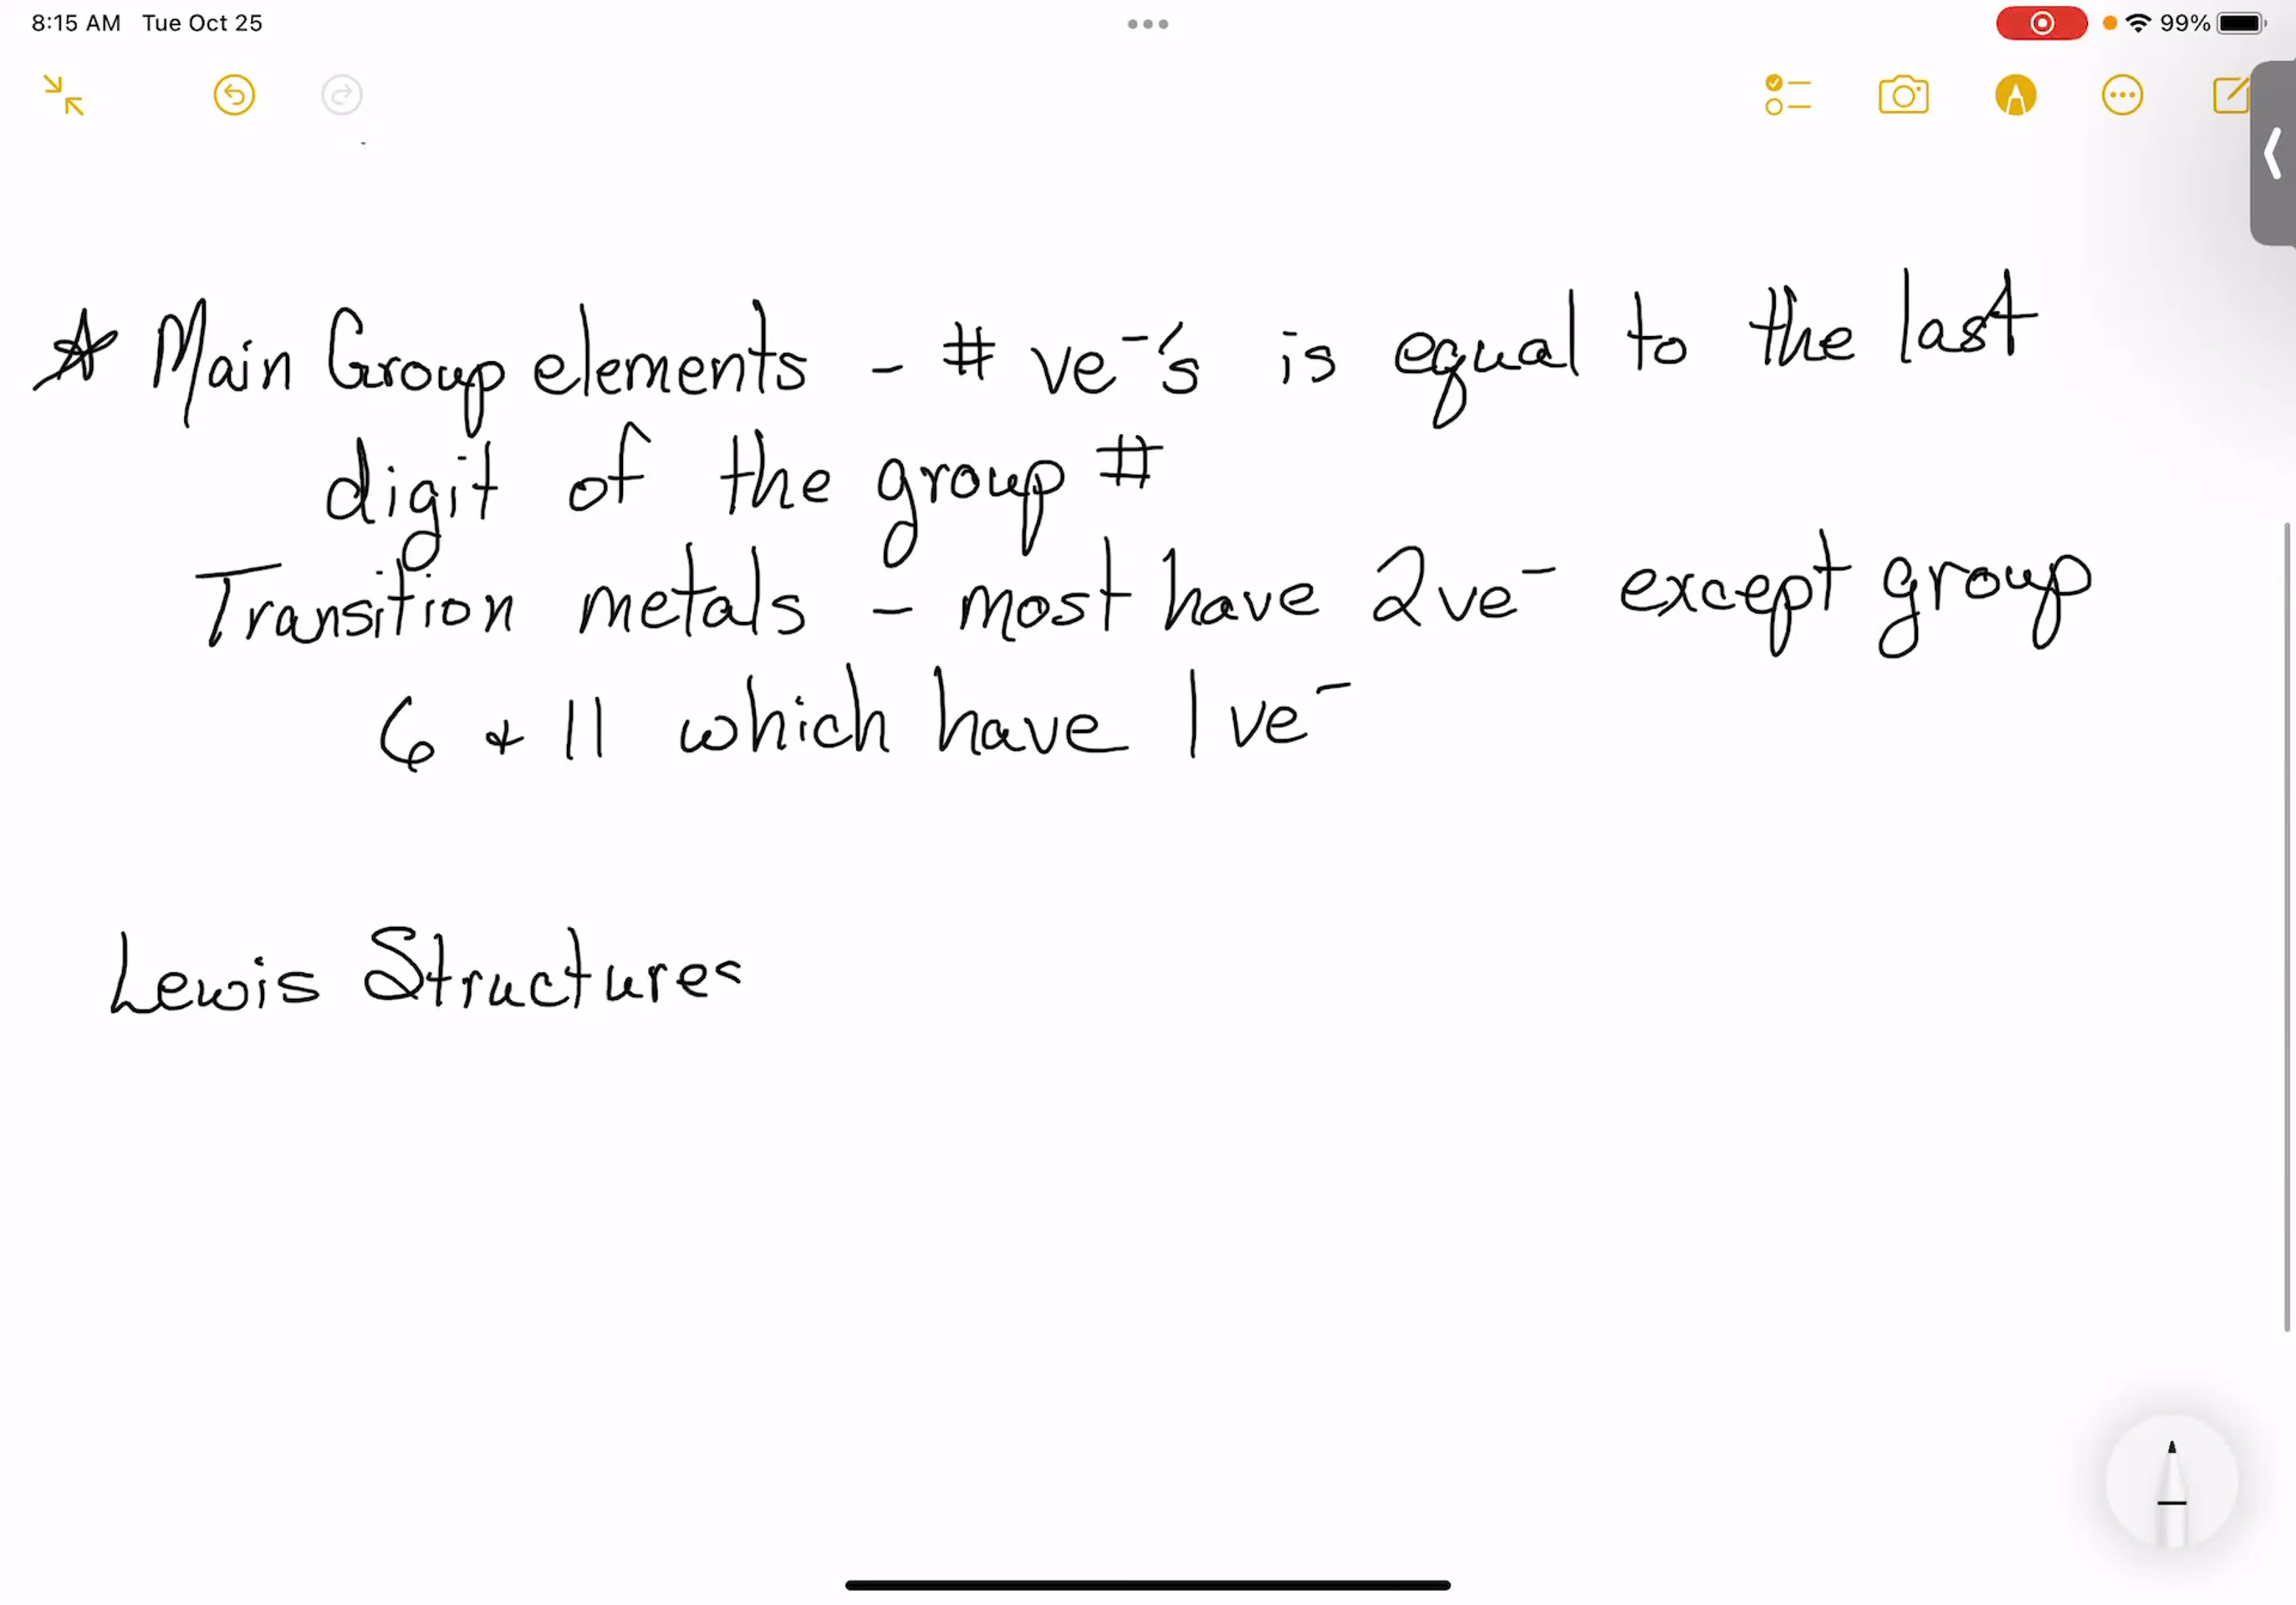 8:15 AM Tue Oct 25 99%
☆ Main Group elements - # ve⁻'s is equal to the last
digit of the group #
Transition metals - most have 2ve⁻ except group
6 & 11 which have 1ve⁻
Lewis Structures